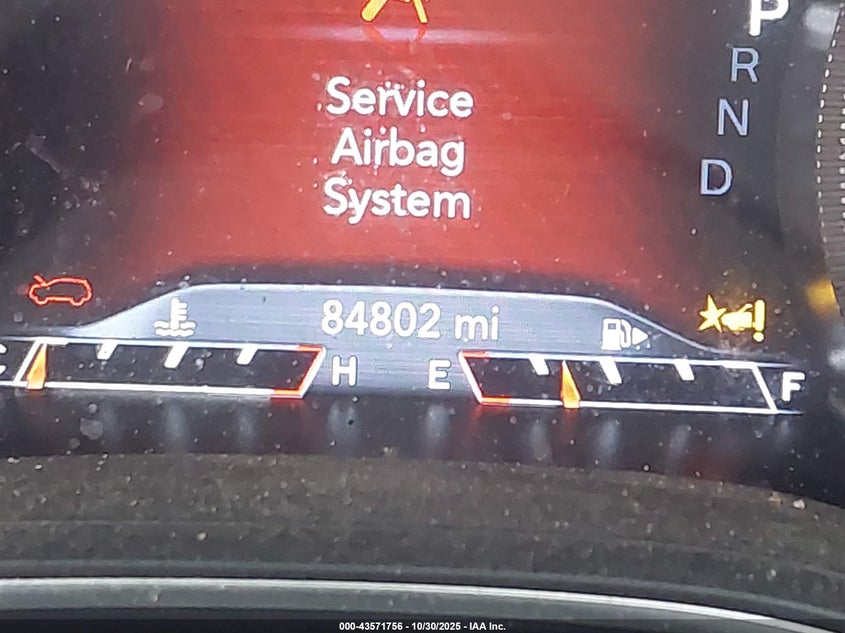 P
R
N
D
Service
Airbag
System
84802 mi
C H E F
000-43571756 - 10/30/2025 - IAA Inc.